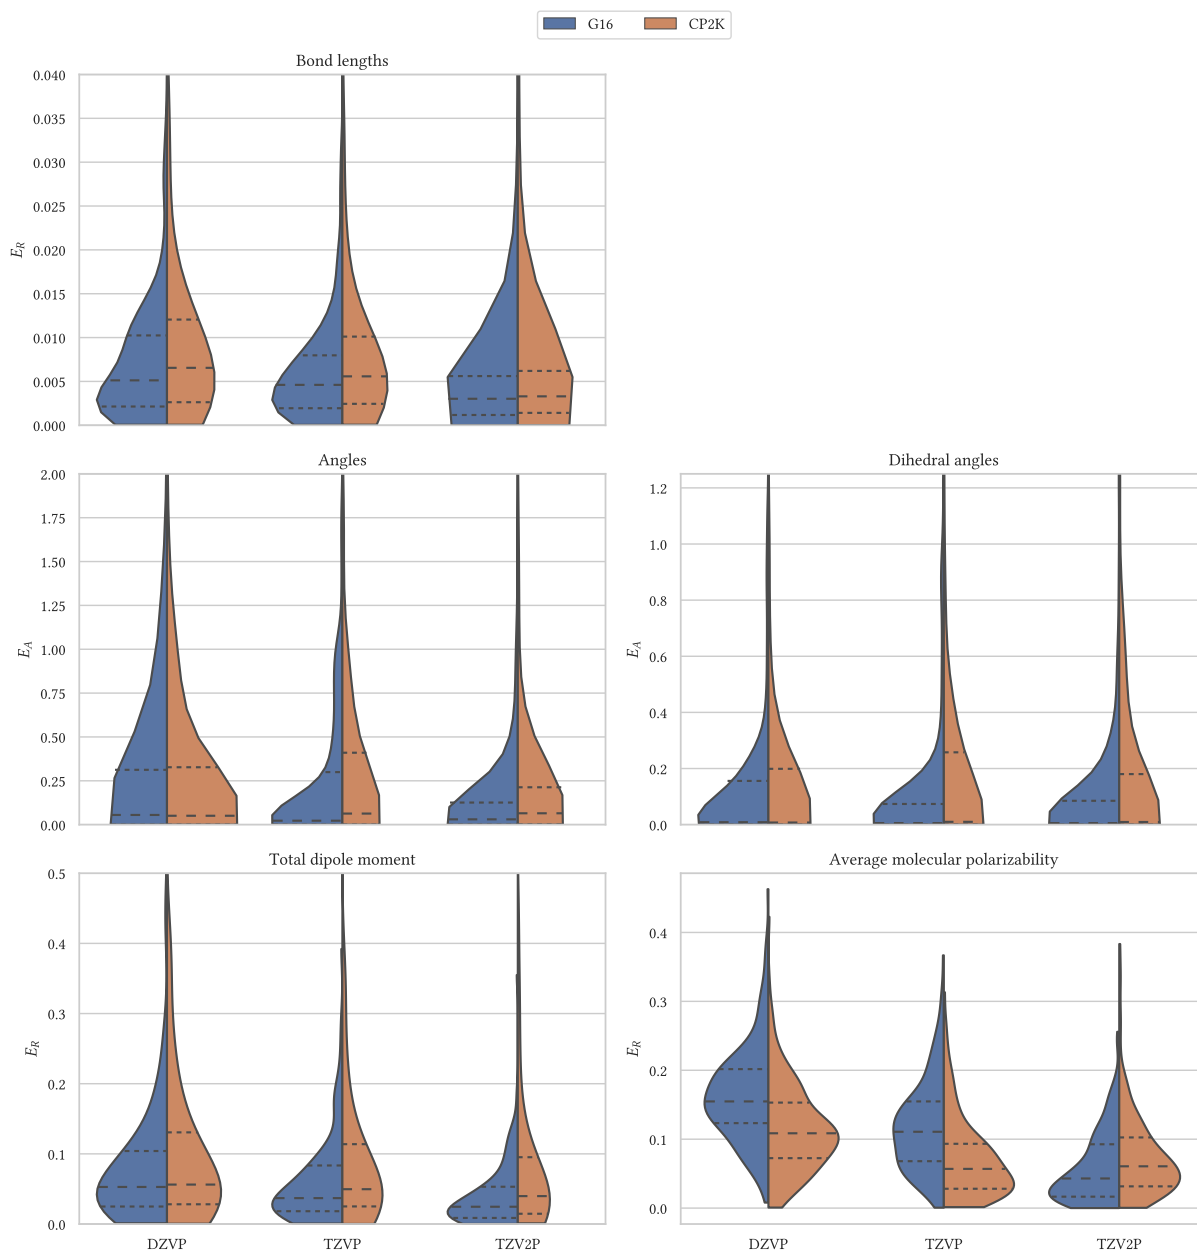 G16 CP2K
Bond lengths
0.040
0.035
0.030
0.025
0.020
0.015
0.010
0.005
0.000
E_R
Angles
2.00
1.75
1.50
1.25
1.00
0.75
0.50
0.25
0.00
E_A
Dihedral angles
1.2
1.0
0.8
0.6
0.4
0.2
0.0
E_A
Total dipole moment
0.5
0.4
0.3
0.2
0.1
0.0
E_R
DZVP TZVP TZV2P
Average molecular polarizability
0.4
0.3
0.2
0.1
0.0
E_R
DZVP TZVP TZV2P